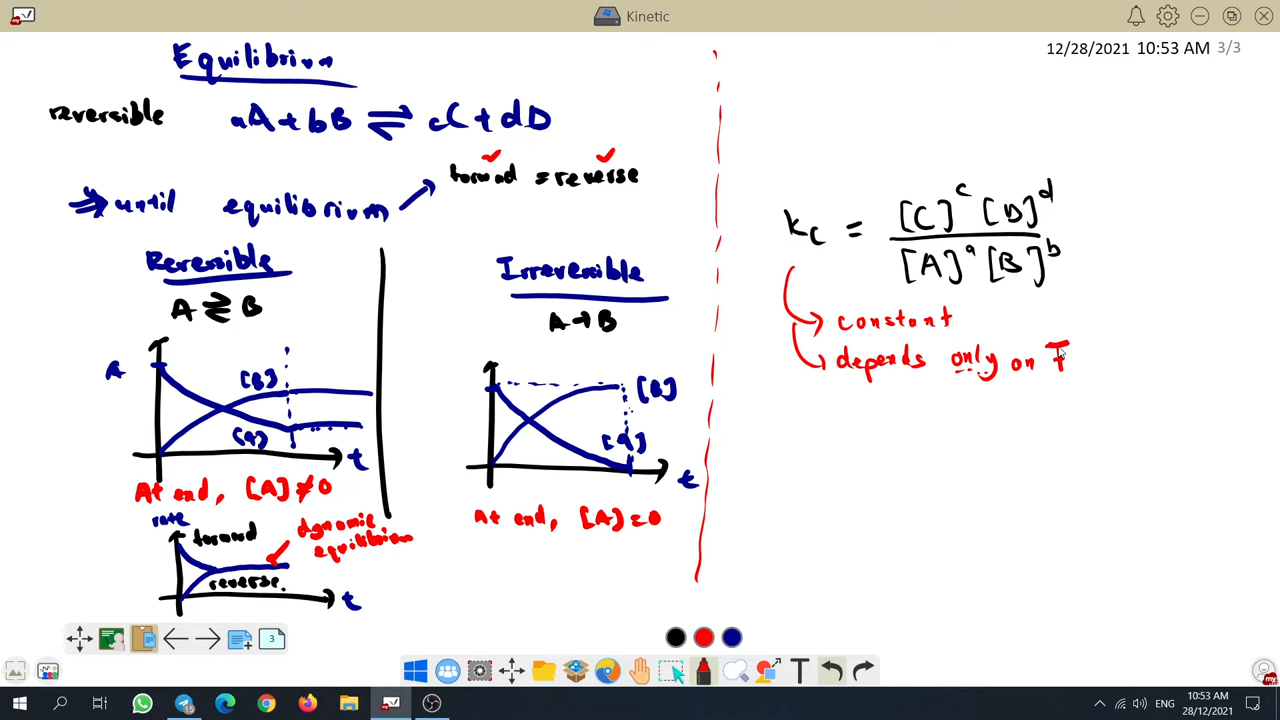 Kinetic
12/28/2021 10:53 AM 3/3
Equilibrium
reversible aA + bB ⇌ cC + dD
forward = reverse
⇒ until equilibrium
Reversible
A ⇌ B
A
[B]
[A]
t
At end, [A] ≠ 0
rate
forward
dynamic
equilibrium
reverse.
t
Irreversible
A → B
[B]
[A]
t
At end, [A] = 0
Kc = [C]^c [D]^d / [A]^a [B]^b
constant
depends only on T
3
T
15
ENG
10:53 AM
28/12/2021